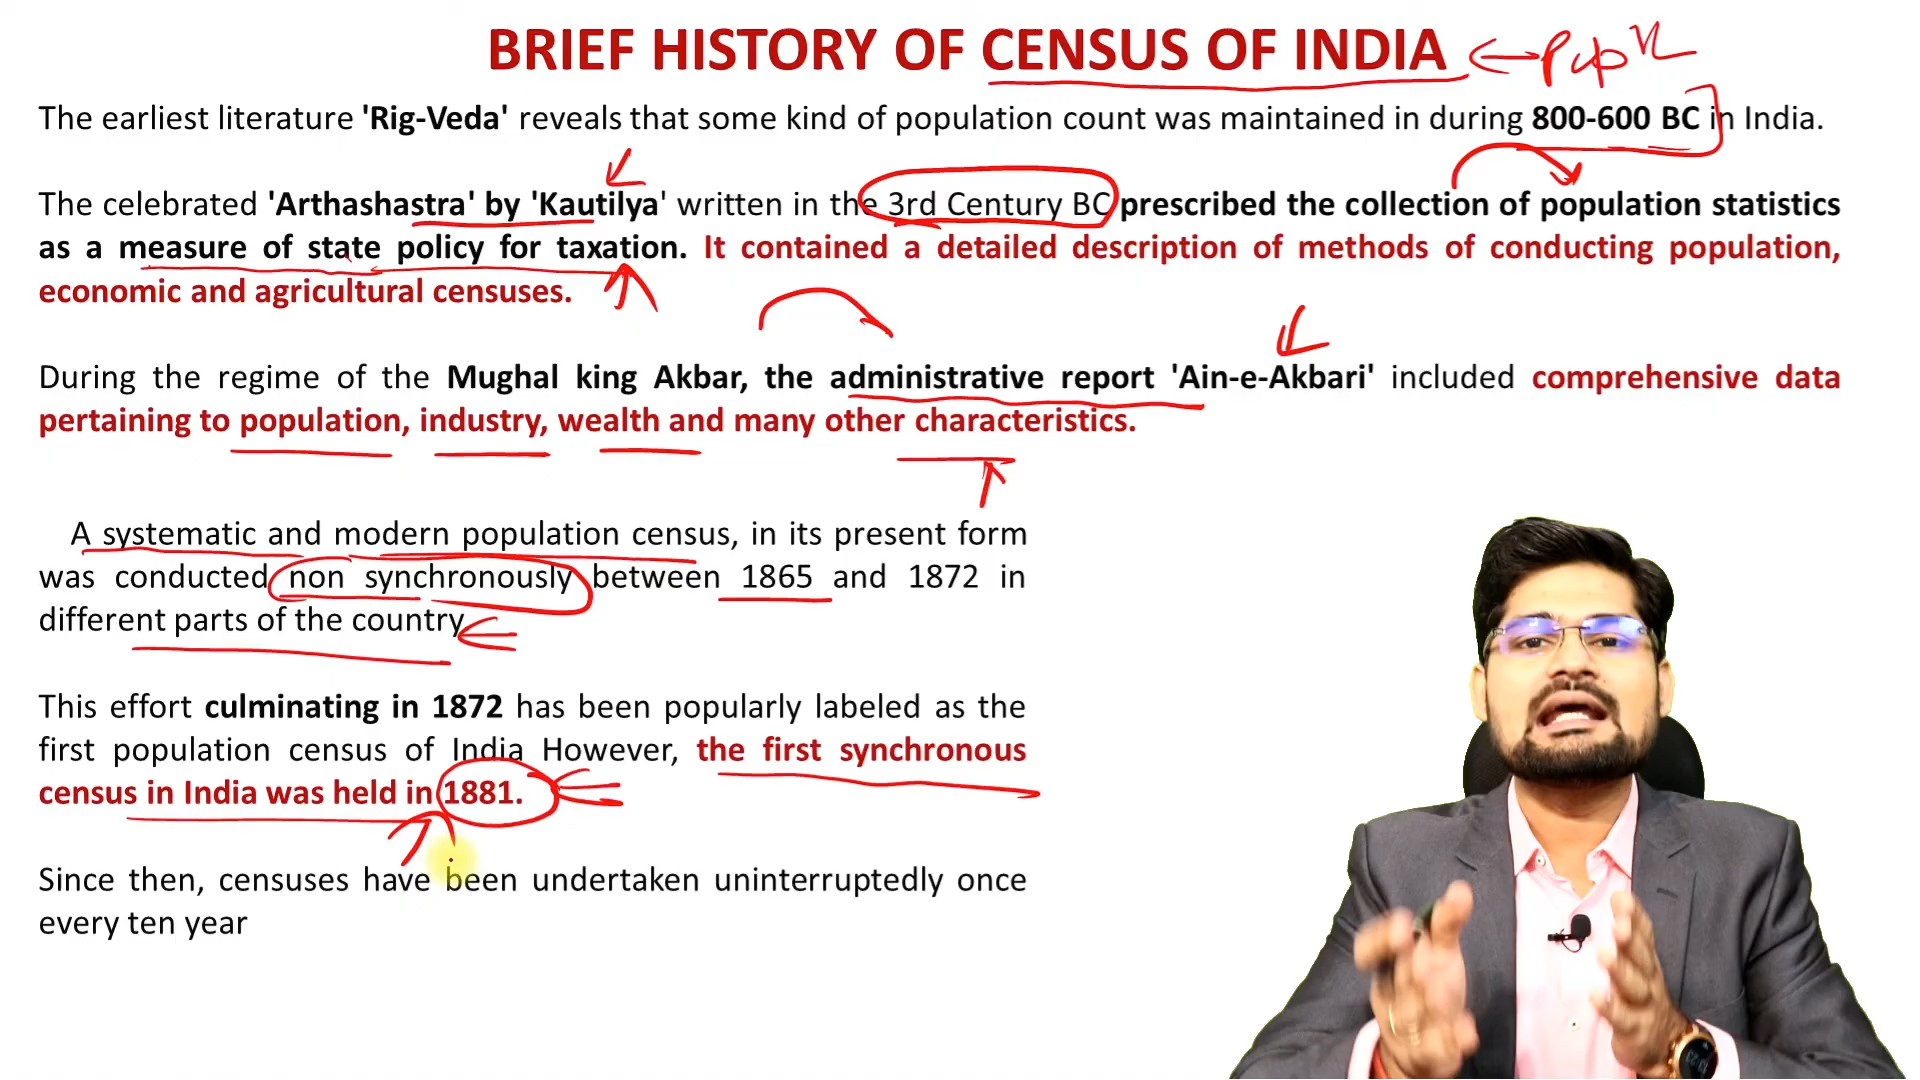 BRIEF HISTORY OF CENSUS OF INDIA ← Pop n
The earliest literature 'Rig-Veda' reveals that some kind of population count was maintained in during 800-600 BC in India.
The celebrated 'Arthashastra' by 'Kautilya' written in the 3rd Century BC prescribed the collection of population statistics
as a measure of state policy for taxation. It contained a detailed description of methods of conducting population,
economic and agricultural censuses.
During the regime of the Mughal king Akbar, the administrative report 'Ain-e-Akbari' included comprehensive data
pertaining to population, industry, wealth and many other characteristics.
A systematic and modern population census, in its present form
was conducted non synchronously between 1865 and 1872 in
different parts of the country
This effort culminating in 1872 has been popularly labeled as the
first population census of India However, the first synchronous
census in India was held in 1881.
Since then, censuses have been undertaken uninterruptedly once
every ten year